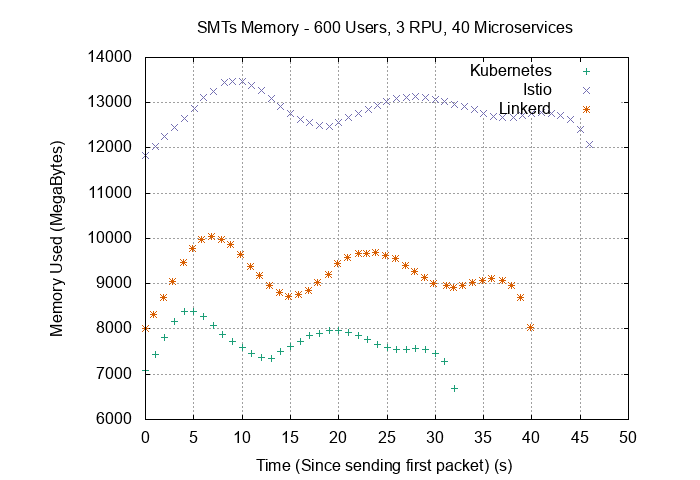 SMTs Memory - 600 Users, 3 RPU, 40 Microservices
14000
13000
12000
11000
10000
9000
8000
7000
6000
Memory Used (MegaBytes)
Kubernetes
Istio
Linkerd
0 5 10 15 20 25 30 35 40 45 50
Time (Since sending first packet) (s)